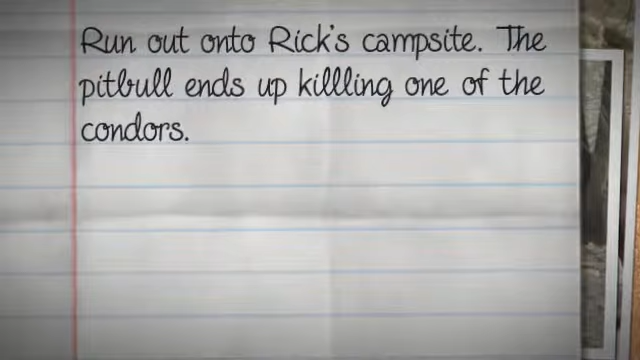 Run out onto Rick's campsite. The
pitbull ends up killling one of the
condors.